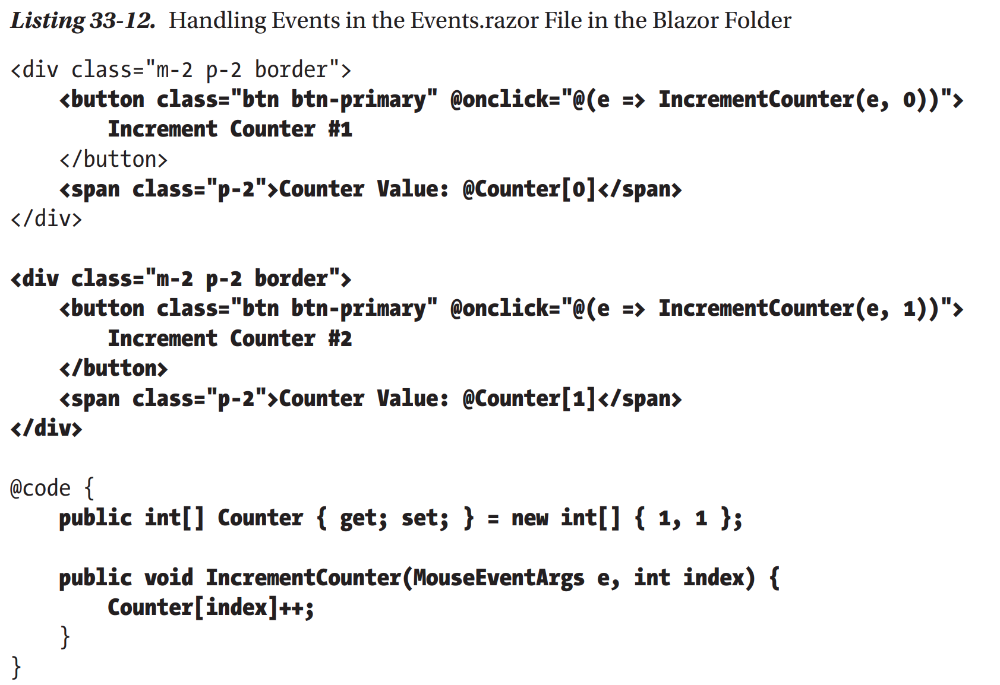 Listing 33-12. Handling Events in the Events.razor File in the Blazor Folder
<div class="m-2 p-2 border">
    <button class="btn btn-primary" @onclick="@(e => IncrementCounter(e, 0))">
        Increment Counter #1
    </button>
    <span class="p-2">Counter Value: @Counter[0]</span>
</div>
<div class="m-2 p-2 border">
    <button class="btn btn-primary" @onclick="@(e => IncrementCounter(e, 1))">
        Increment Counter #2
    </button>
    <span class="p-2">Counter Value: @Counter[1]</span>
</div>
@code {
    public int[] Counter { get; set; } = new int[] { 1, 1 };
    public void IncrementCounter(MouseEventArgs e, int index) {
        Counter[index]++;
    }
}